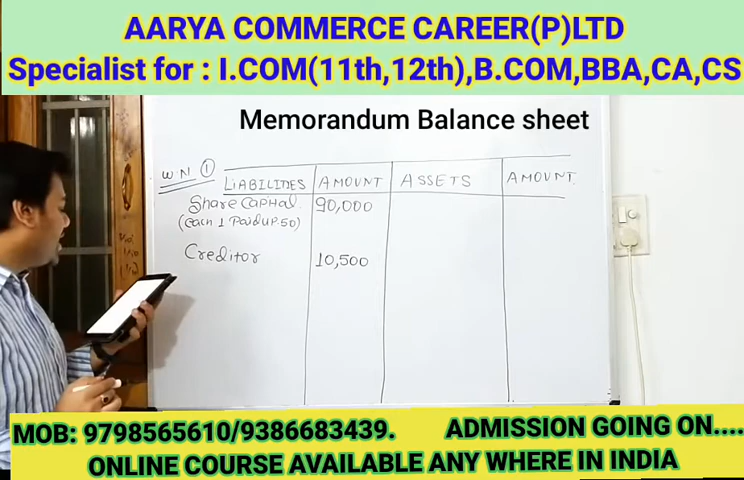 AARYA COMMERCE CAREER(P)LTD
Specialist for : I.COM(11th,12th),B.COM,BBA,CA,CS
Memorandum Balance sheet
W N ①
LIABILITIES AMOUNT ASSETS AMOUNT
Share capital 90,000
(Each 1 Paid up.50)
Creditor 10,500
MOB: 9798565610/9386683439. ADMISSION GOING ON....
ONLINE COURSE AVAILABLE ANY WHERE IN INDIA